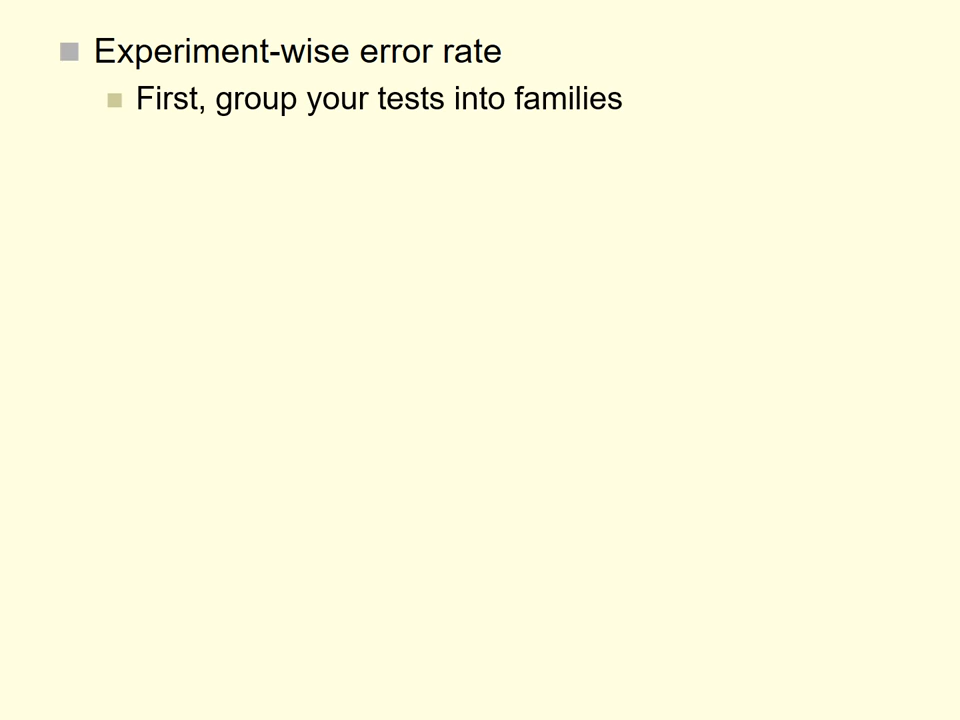 Experiment-wise error rate
First, group your tests into families